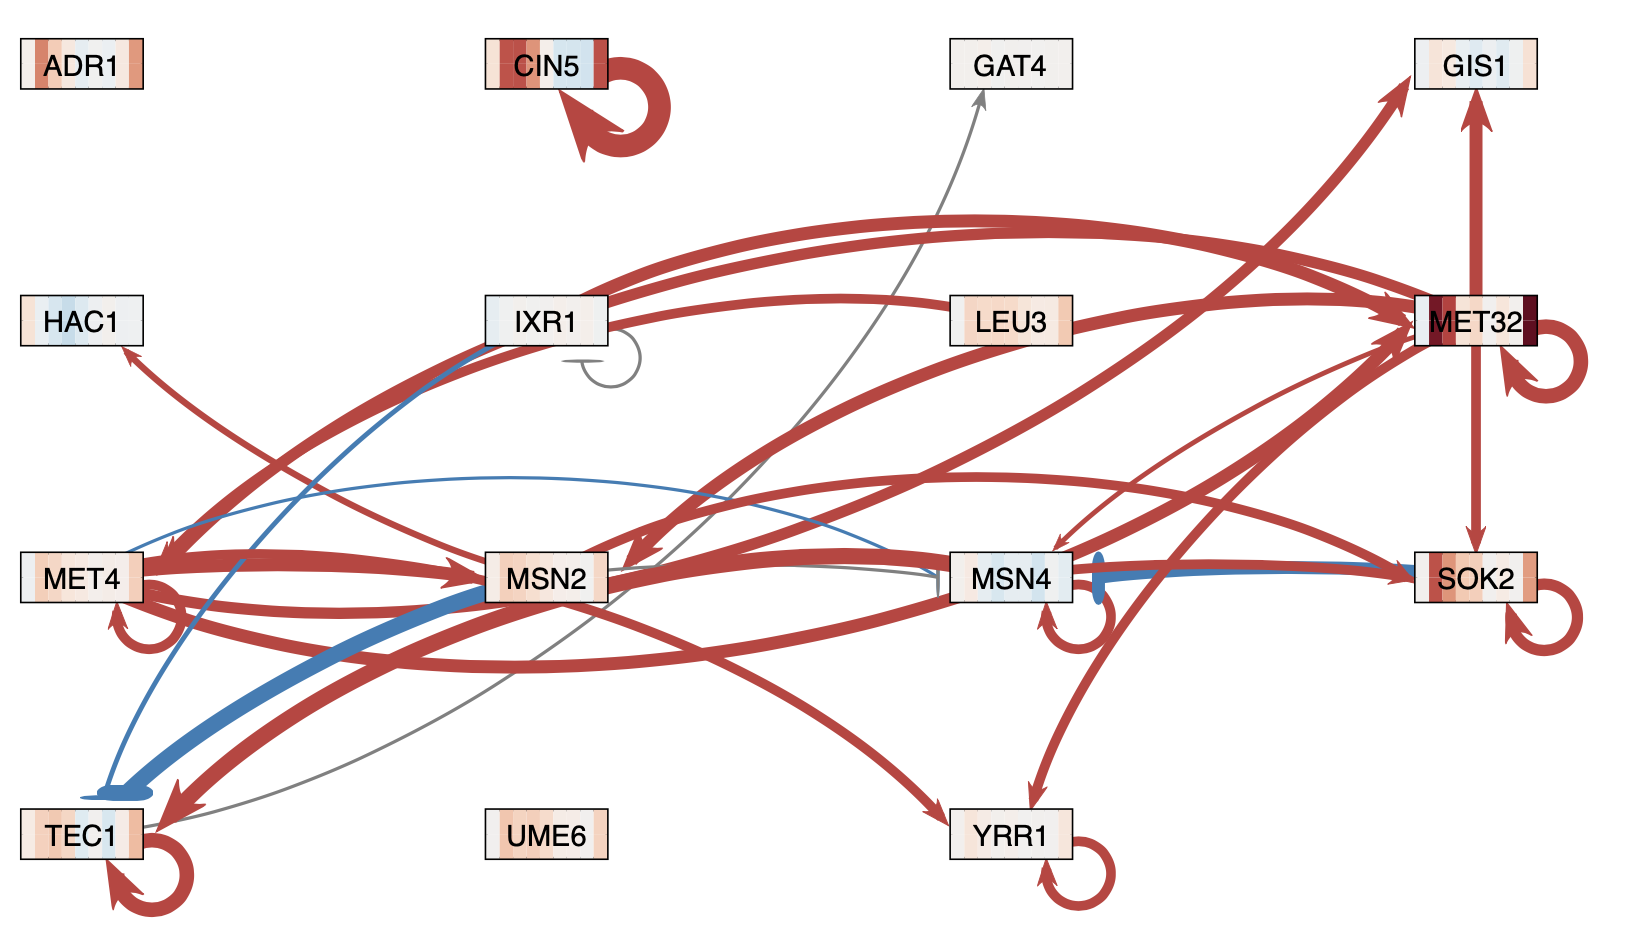 ADR1 CIN5 GAT4 GIS1
HAC1 IXR1 LEU3 MET32
MET4 MSN2 MSN4 SOK2
TEC1 UME6 YRR1